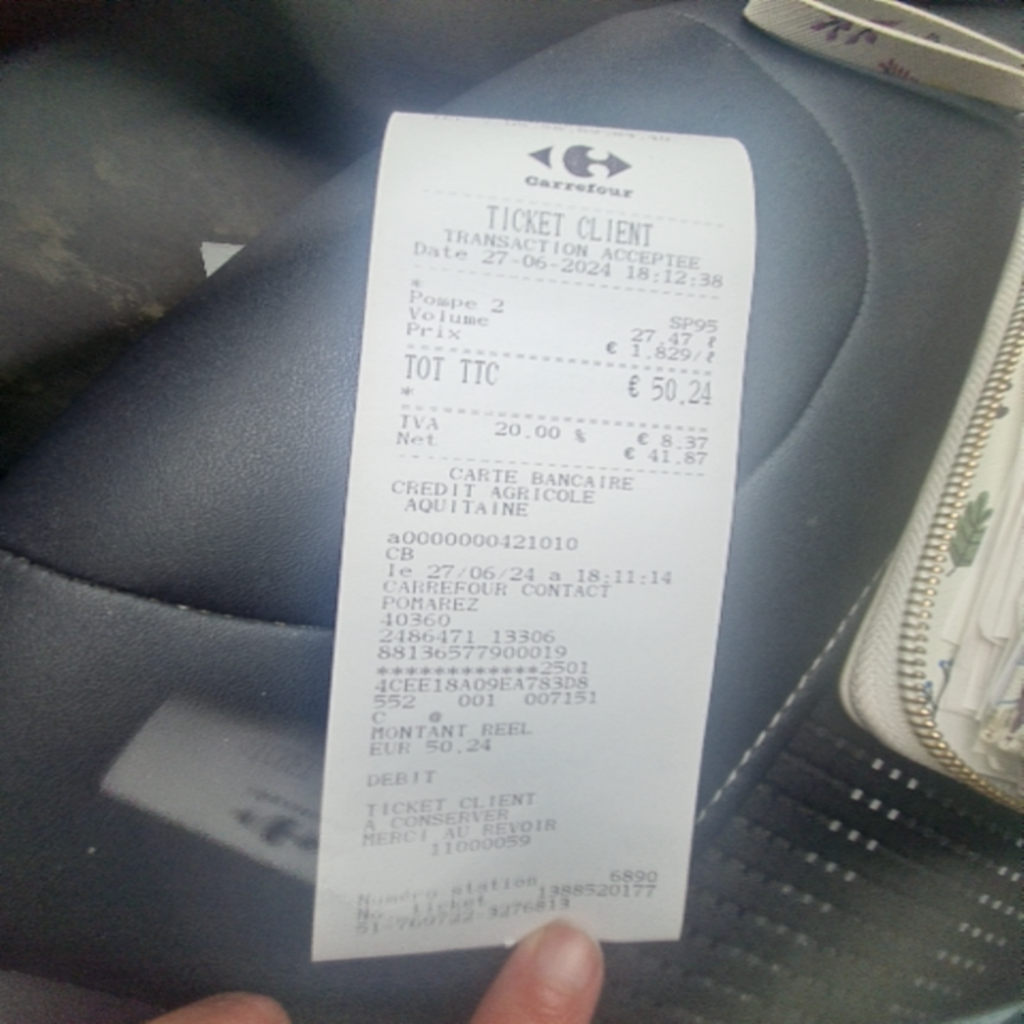 Carrefour
TICKET CLIENT
TRANSACTION ACCEPTEE
Date 27-06-2024 18:12:38
*
Pompe 2 SP95
Volume 27.47 ℓ
Prix € 1.829/ℓ
TOT TTC € 50.24
*
TVA 20.00 % € 8.37
Net € 41.87
CARTE BANCAIRE
CREDIT AGRICOLE
AQUITAINE
a0000000421010
CB
le 27/06/24 a 18:11:14
CARREFOUR CONTACT
POMAREZ
40360
2486471 13306
88136577900019
************2501
4CEE18A09EA783D8
552 001 007151
C @
MONTANT REEL
EUR 50.24
DEBIT
TICKET CLIENT
A CONSERVER
MERCI AU REVOIR
11000059
Numéro station 6890
No. ticket 1388520177